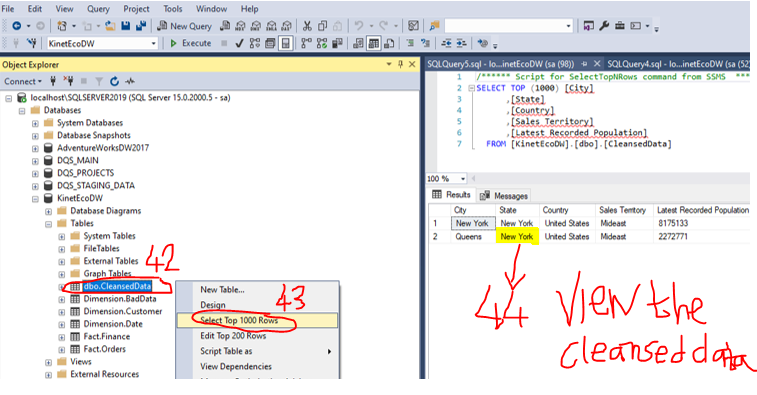 File Edit View Query Project Tools Window Help
New Query
KinetEcoDW Execute
Object Explorer
Connect
localhost\SQLSERVER2019 (SQL Server 15.0.2000.5 - sa)
Databases
System Databases
Database Snapshots
AdventureWorksDW2017
DQS_MAIN
DQS_PROJECTS
DQS_STAGING_DATA
KinetEcoDW
Database Diagrams
Tables
System Tables
FileTables
External Tables
Graph Tables
dbo.CleansedData
Dimension.BadData
Dimension.Customer
Dimension.Date
Fact.Finance
Fact.Orders
Views
External Resources
42
New Table...
Design
Select Top 1000 Rows
Edit Top 200 Rows
Script Table as
View Dependencies
43
SQLQuery5.sql - lo...inetEcoDW (sa (98)) SQLQuery4.sql - lo...inetEcoDW (sa (52)
1 /****** Script for SelectTopNRows command from SSMS ***
2 SELECT TOP (1000) [City]
3 ,[State]
4 ,[Country]
5 ,[Sales Territory]
6 ,[Latest Recorded Population]
7 FROM [KinetEcoDW].[dbo].[CleansedData]
100 %
Results Messages
City State Country Sales Territory Latest Recorded Population
1 New York New York United States Mideast 8175133
2 Queens New York United States Mideast 2272771
44 View the
cleansed data